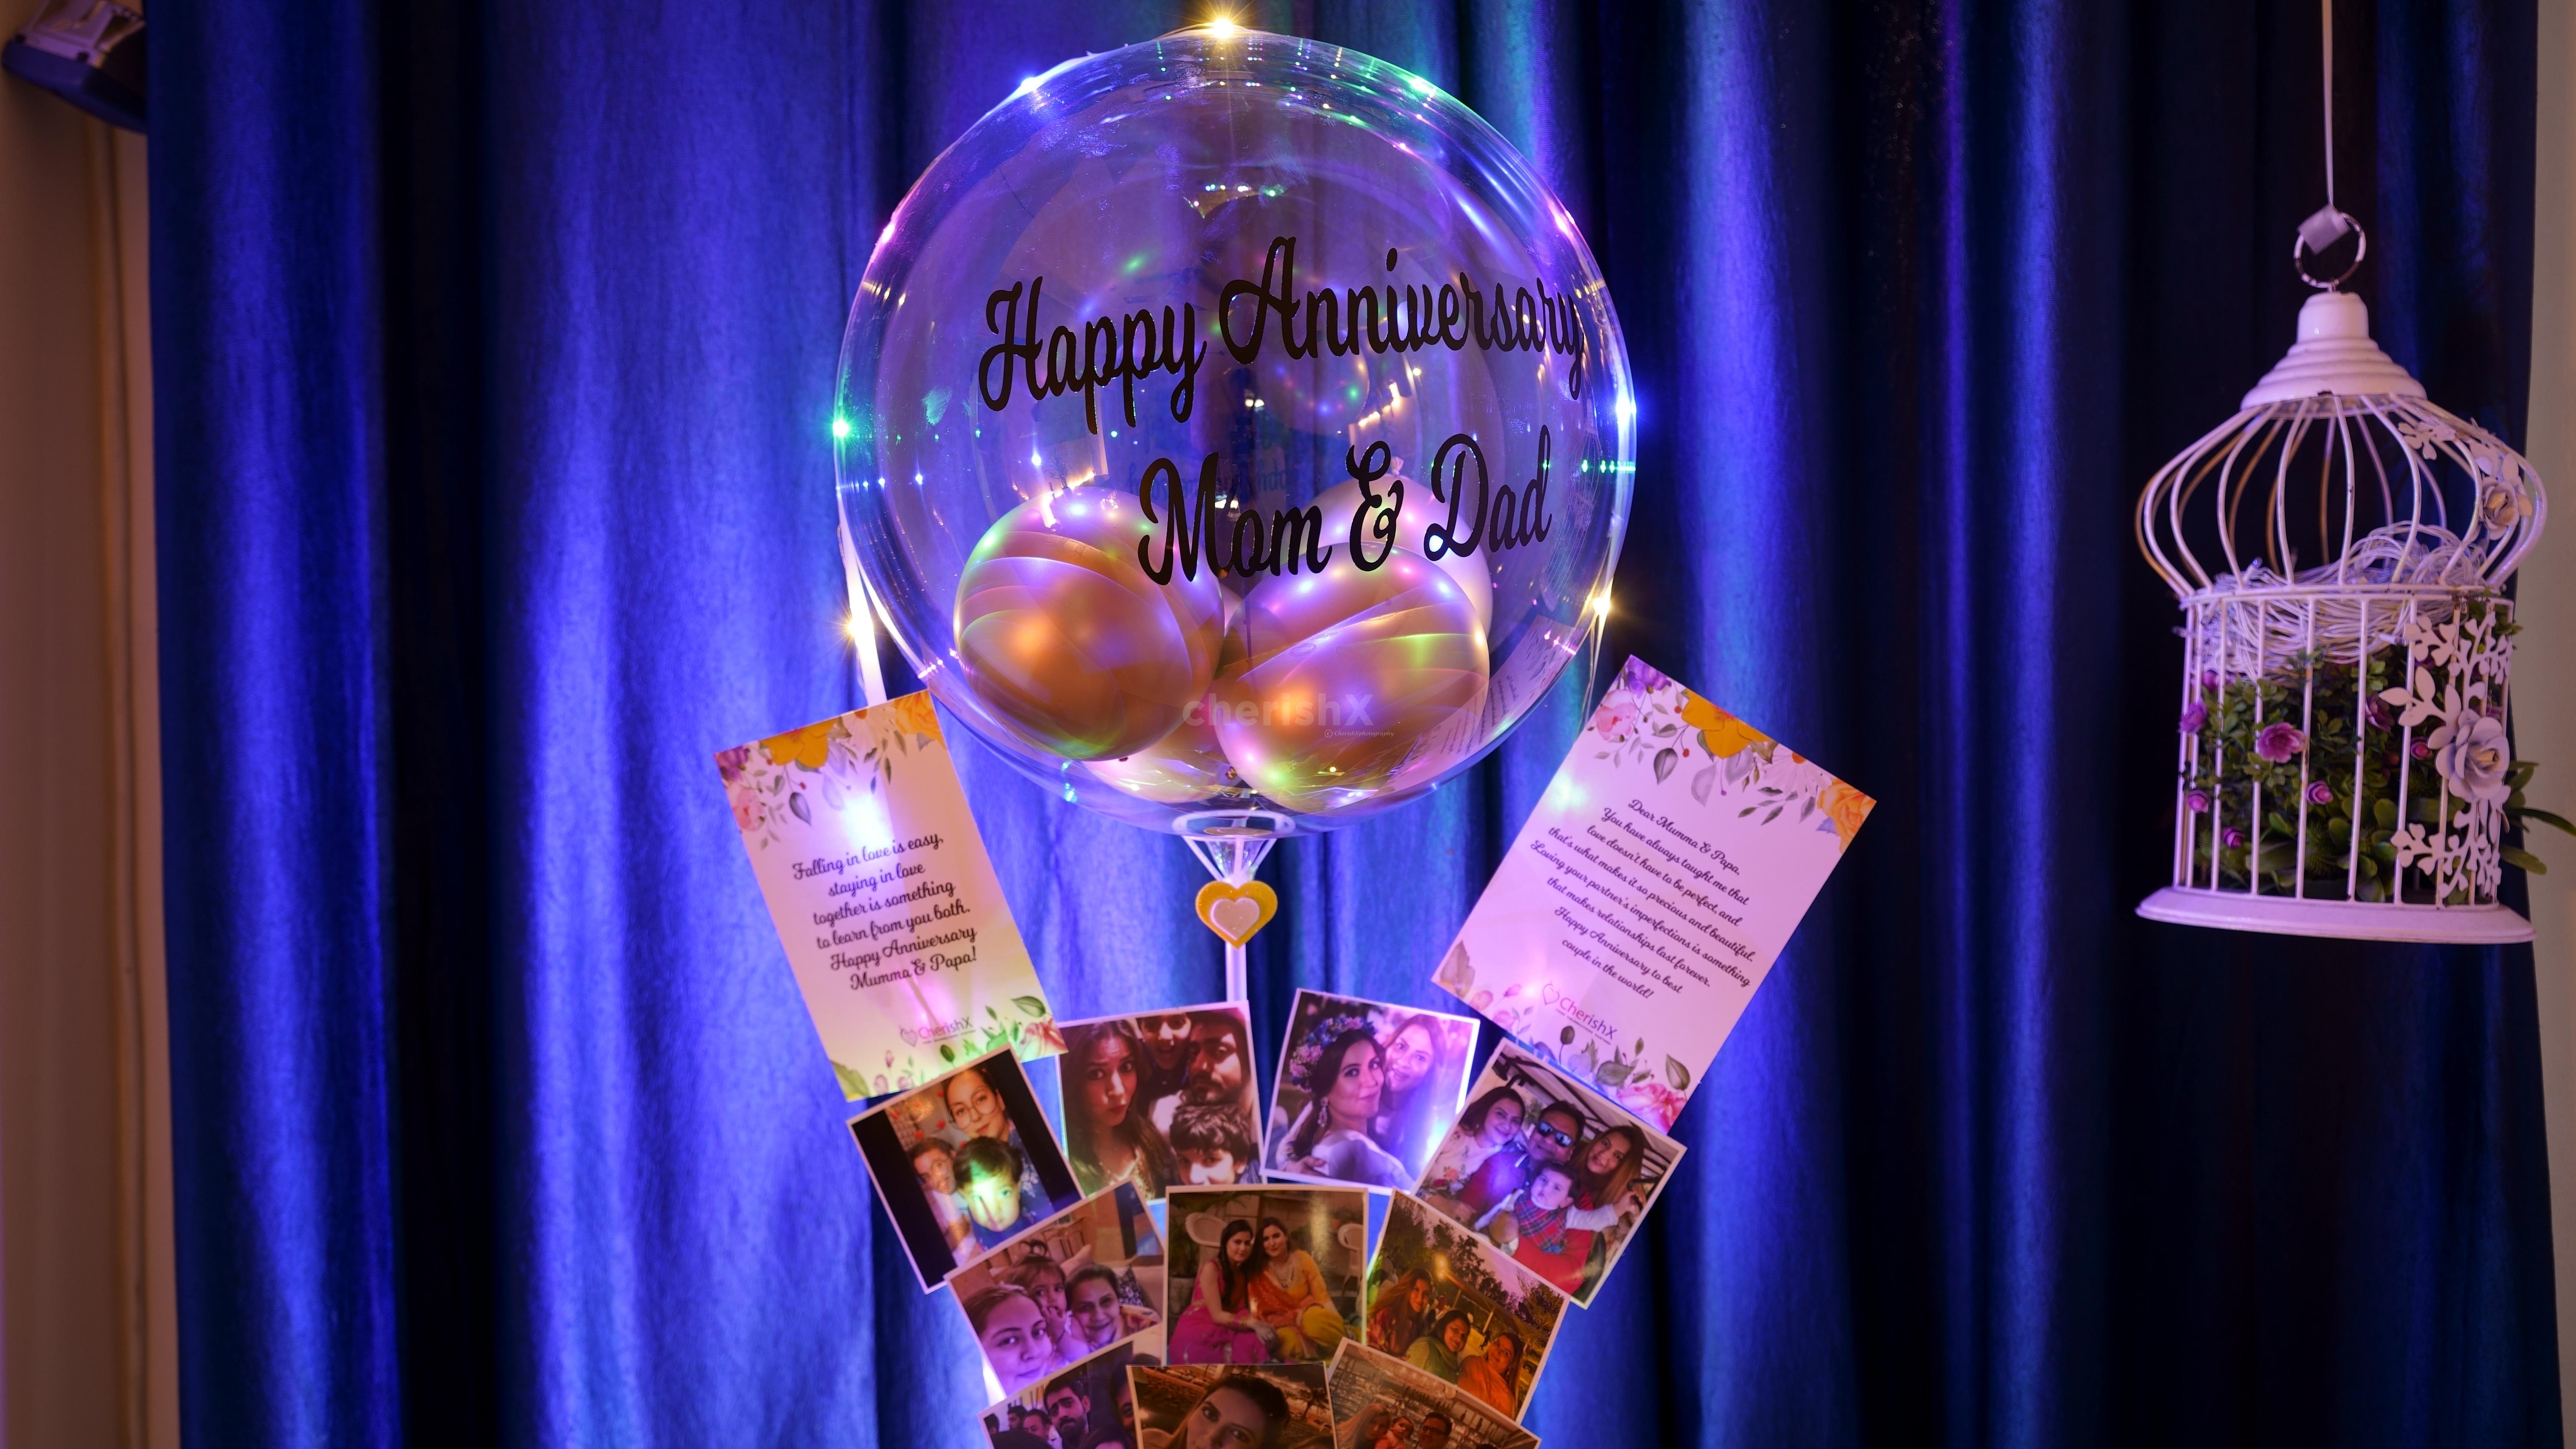 Happy Anniversary
Mom & Dad
cherishX
Falling in love is easy,
staying in love
together is something
to learn from you both.
Happy Anniversary
Mumma & Papa!
CherishX
Dear Mumma & Papa,
You have always taught me that
love doesn't have to be perfect, and
that's what makes it so precious and beautiful.
Loving your partner's imperfections is something
that makes relationships last forever.
Happy Anniversary to best
couple in the world!
CherishX